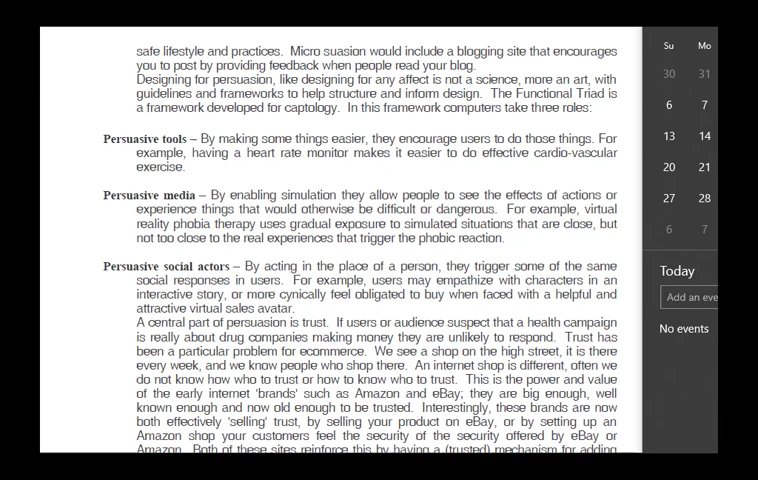 safe lifestyle and practices. Micro suasion would include a blogging site that encourages
you to post by providing feedback when people read your blog.
Designing for persuasion, like designing for any affect is not a science, more an art, with
guidelines and frameworks to help structure and inform design. The Functional Triad is
a framework developed for captology. In this framework computers take three roles:
Persuasive tools – By making some things easier, they encourage users to do those things. For
example, having a heart rate monitor makes it easier to do effective cardio-vascular
exercise.
Persuasive media – By enabling simulation they allow people to see the effects of actions or
experience things that would otherwise be difficult or dangerous. For example, virtual
reality phobia therapy uses gradual exposure to simulated situations that are close, but
not too close to the real experiences that trigger the phobic reaction.
Persuasive social actors – By acting in the place of a person, they trigger some of the same
social responses in users. For example, users may empathize with characters in an
interactive story, or more cynically feel obligated to buy when faced with a helpful and
attractive virtual sales avatar.
A central part of persuasion is trust. If users or audience suspect that a health campaign
is really about drug companies making money they are unlikely to respond. Trust has
been a particular problem for ecommerce. We see a shop on the high street, it is there
every week, and we know people who shop there. An internet shop is different, often we
do not know how who to trust or how to know who to trust. This is the power and value
of the early internet 'brands' such as Amazon and eBay; they are big enough, well
known enough and now old enough to be trusted. Interestingly, these brands are now
both effectively 'selling' trust, by selling your product on eBay, or by setting up an
Amazon shop your customers feel the security of the security offered by eBay or
Amazon. Both of these sites reinforce this by having a (trusted) mechanism for adding
Su Mo
30 31
6 7
13 14
20 21
27 28
6 7
Today
Add an eve
No events